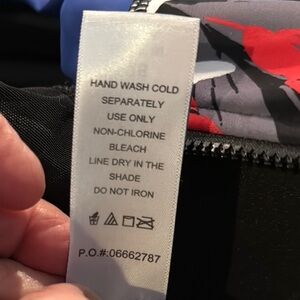 HAND WASH COLD
SEPARATELY
USE ONLY
NON-CHLORINE
BLEACH
LINE DRY IN THE
SHADE
DO NOT IRON
P.O.#:06662787